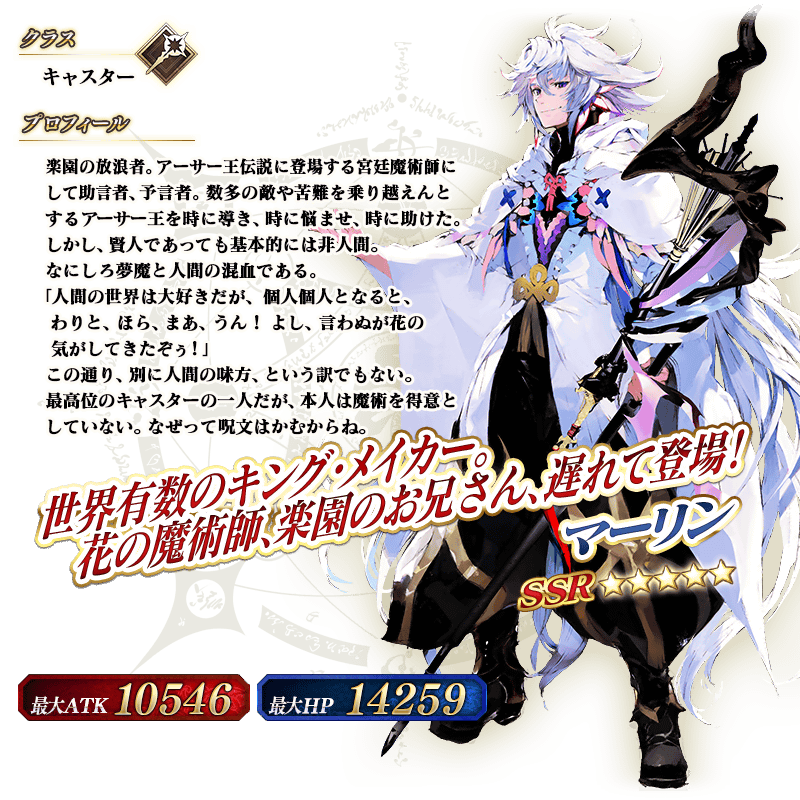 クラス
キャスター
プロフィール
楽園の放浪者。アーサー王伝説に登場する宮廷魔術師に
して助言者、予言者。数多の敵や苦難を乗り越えんと
するアーサー王を時に導き、時に悩ませ、時に助けた。
しかし、賢人であっても基本的には非人間。
なにしろ夢魔と人間の混血である。
「人間の世界は大好きだが、個人個人となると、
わりと、ほら、まあ、うん！ よし、言わぬが花の
気がしてきたぞぅ！」
この通り、別に人間の味方、という訳でもない。
最高位のキャスターの一人だが、本人は魔術を得意と
していない。なぜって呪文はかむからね。
世界有数のキング・メイカー。
花の魔術師、楽園のお兄さん、遅れて登場！
マーリン
SSR ★★★★★
最大ATK 10546
最大HP 14259